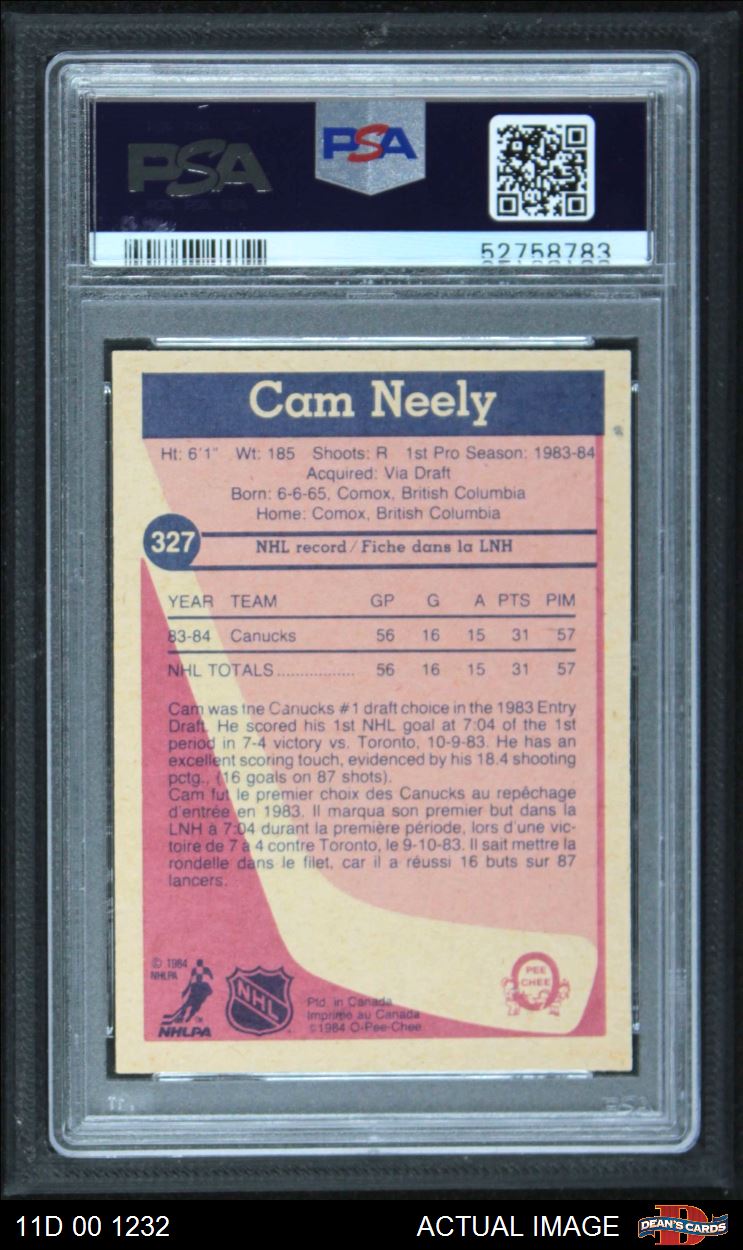 PSA
PSA
52758783
Cam Neely
Ht: 6'1" Wt: 185 Shoots: R 1st Pro Season: 1983-84
Acquired: Via Draft
Born: 6-6-65, Comox, British Columbia
Home: Comox, British Columbia
327
NHL record/Fiche dans la LNH
YEAR TEAM GP G A PTS PIM
83-84 Canucks 56 16 15 31 57
NHL TOTALS................ 56 16 15 31 57
Cam was the Canucks #1 draft choice in the 1983 Entry
Draft. He scored his 1st NHL goal at 7:04 of the 1st
period in 7-4 victory vs. Toronto, 10-9-83. He has an
excellent scoring touch, evidenced by his 18.4 shooting
pctg., (16 goals on 87 shots).
Cam fut le premier choix des Canucks au repêchage
d'entrée en 1983. Il marqua son premier but dans la
LNH à 7:04 durant la première période, lors d'une vic-
toire de 7 à 4 contre Toronto, le 9-10-83. Il sait mettre la
rondelle dans le filet, car il a réussi 16 buts sur 87
lancers.
© 1984
NHLPA
NHLPA
NHL
Ptd. in Canada
Imprimé au Canada
©1984 O-Pee-Chee
PEE
CHEE
PSA
11D 00 1232
ACTUAL IMAGE
DEAN'S CARDS